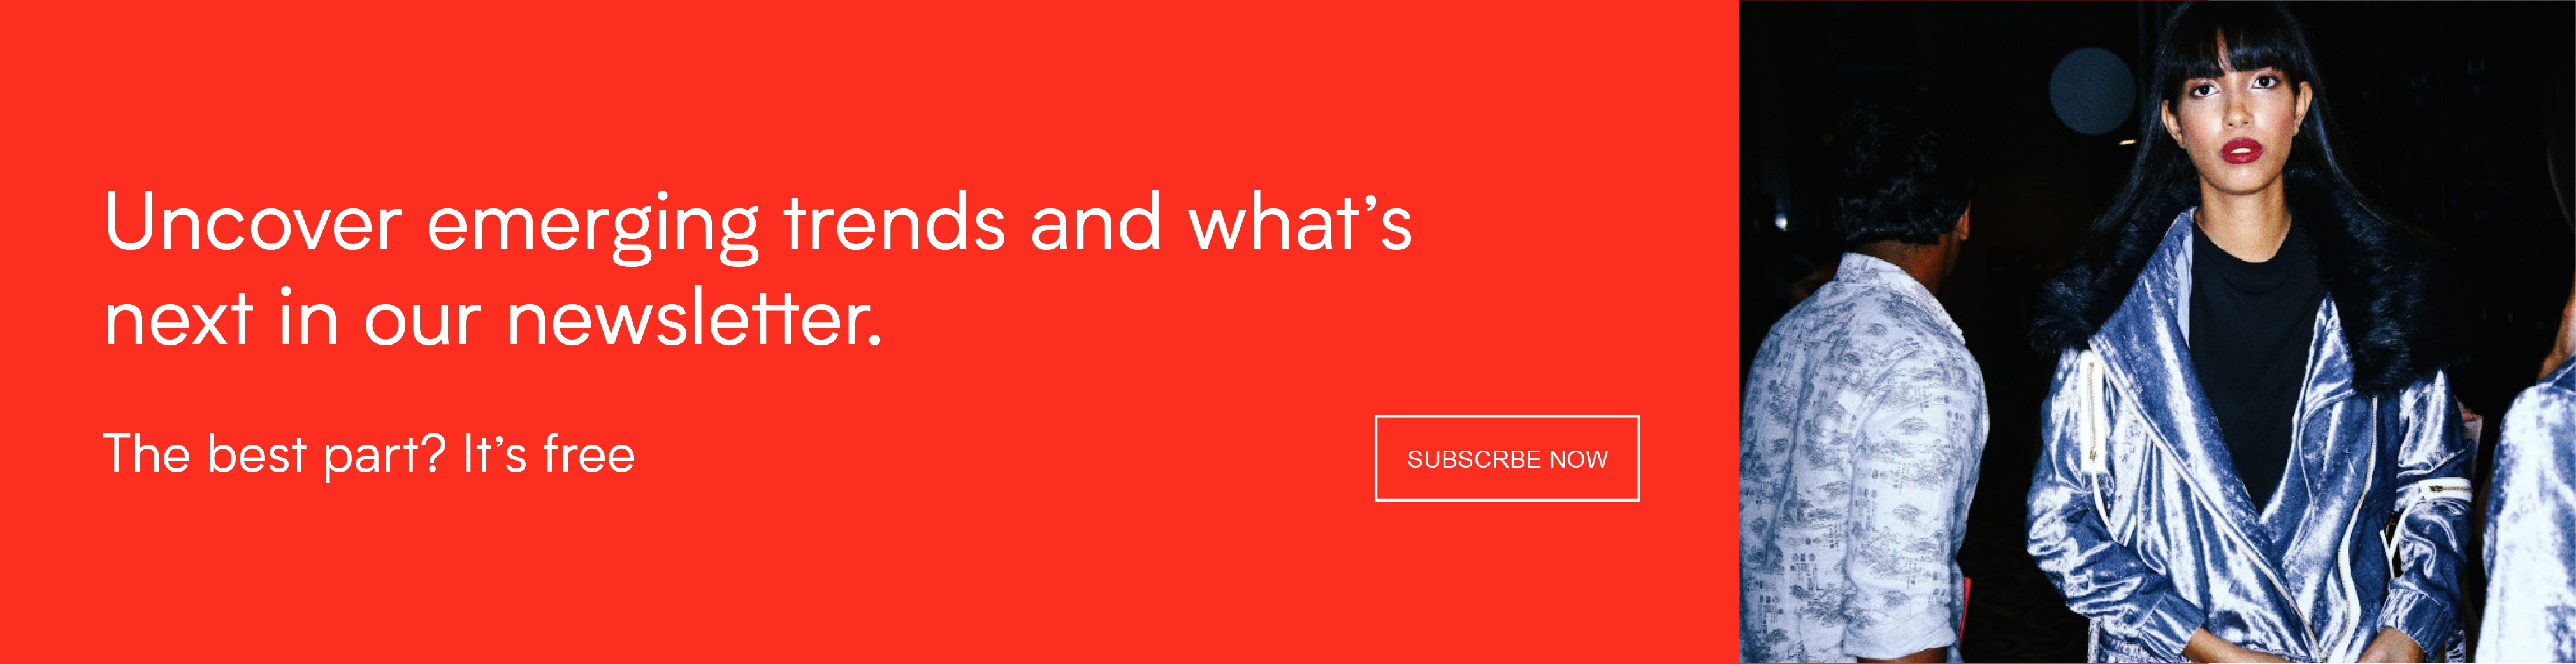 Uncover emerging trends and what’s
next in our newsletter.
The best part? It’s free
SUBSCRBE NOW